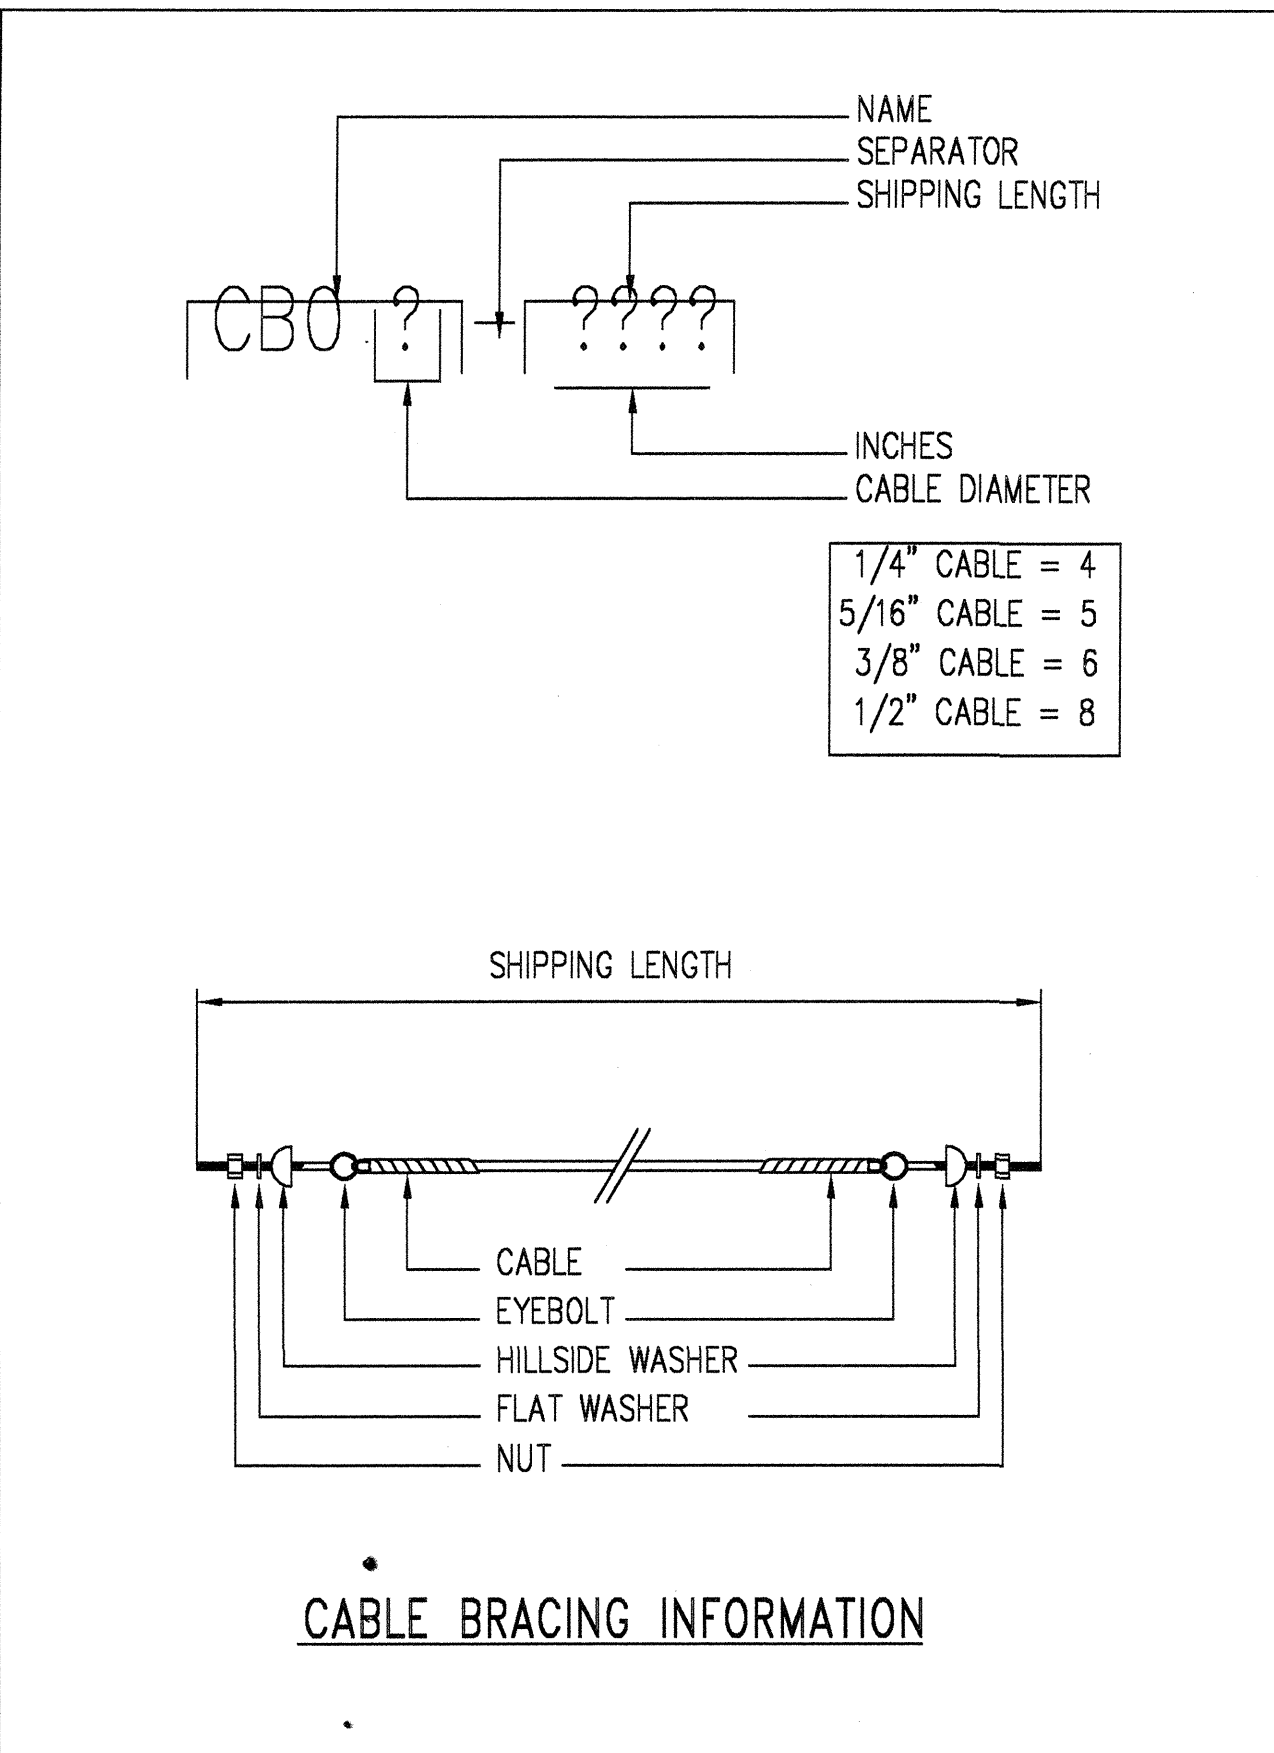 NAME
SEPARATOR
SHIPPING LENGTH
CBO ? - ????
INCHES
CABLE DIAMETER
1/4" CABLE = 4
5/16" CABLE = 5
3/8" CABLE = 6
1/2" CABLE = 8
SHIPPING LENGTH
CABLE
EYEBOLT
HILLSIDE WASHER
FLAT WASHER
NUT
CABLE BRACING INFORMATION